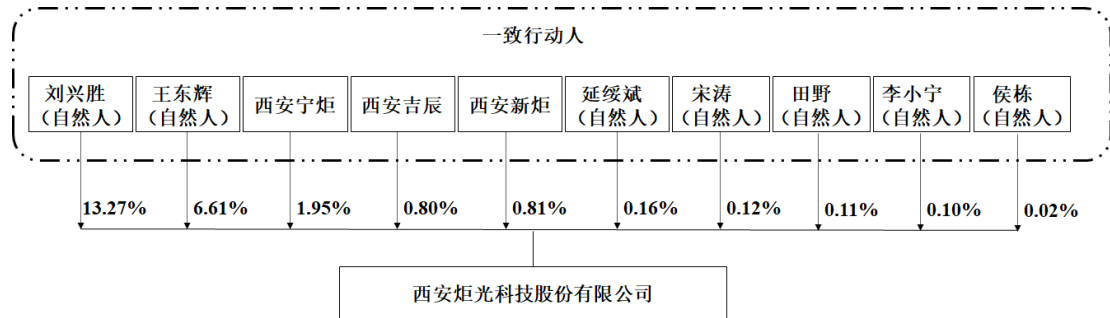 一致行动人
刘兴胜
（自然人）
王东辉
（自然人）
西安宁炬
西安吉辰
西安新炬
延绥斌
（自然人）
宋涛
（自然人）
田野
（自然人）
李小宁
（自然人）
侯栋
（自然人）
13.27%
6.61%
1.95%
0.80%
0.81%
0.16%
0.12%
0.11%
0.10%
0.02%
西安炬光科技股份有限公司